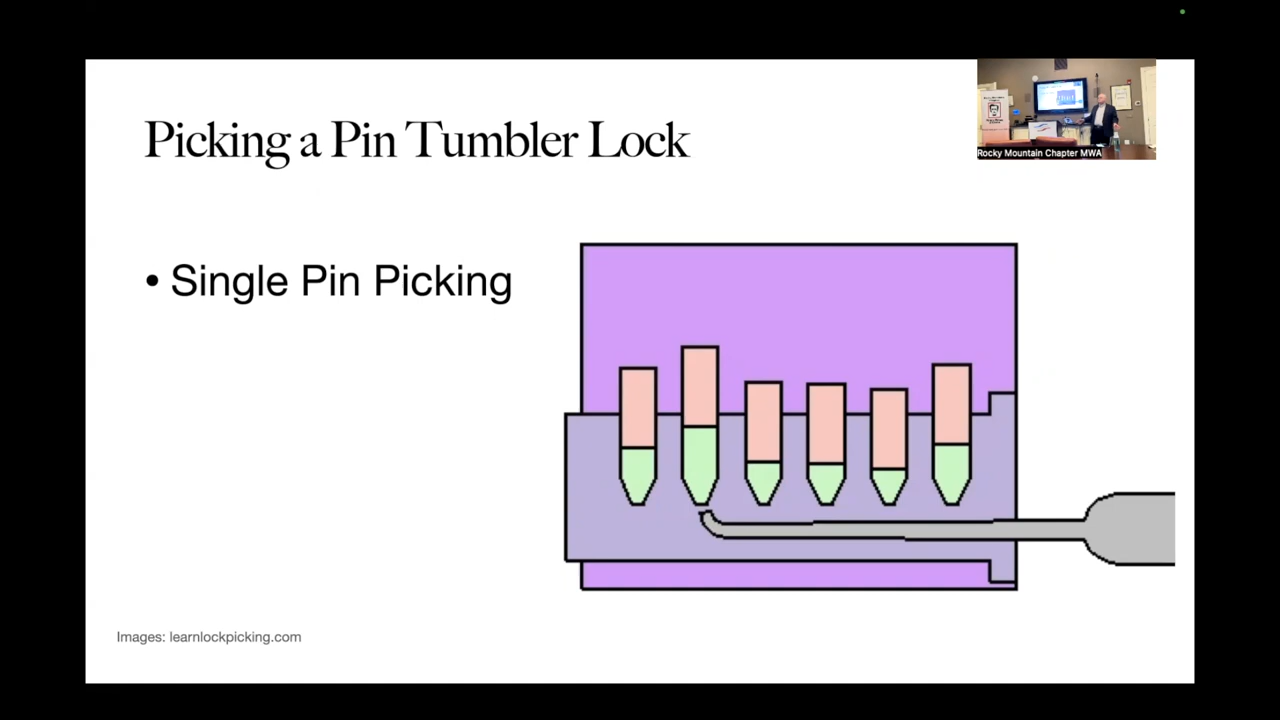 Picking a Pin Tumbler Lock
Rocky Mountain Chapter MWA
• Single Pin Picking
Images: learnlockpicking.com